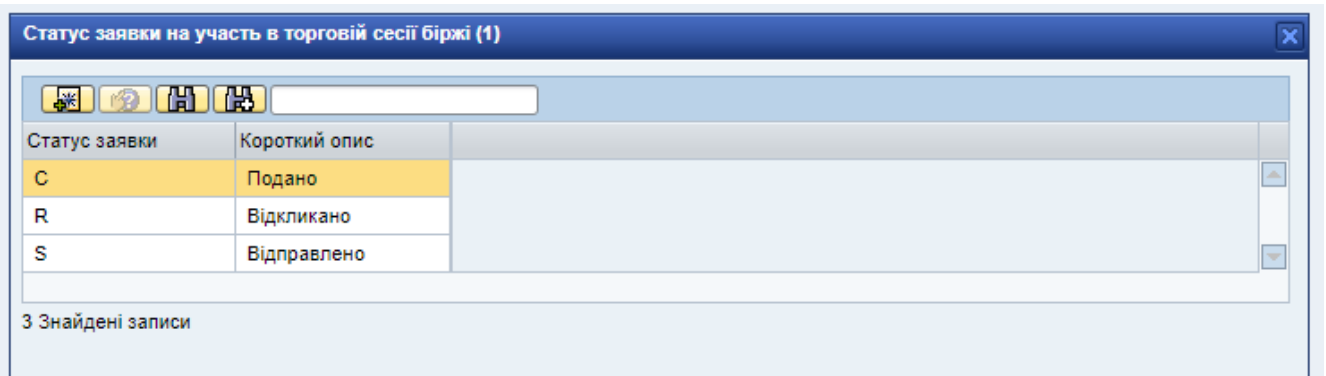 Статус заявки на участь в торговій сесії біржі (1)
Статус заявки Короткий опис
C Подано
R Відкликано
S Відправлено
3 Знайдені записи